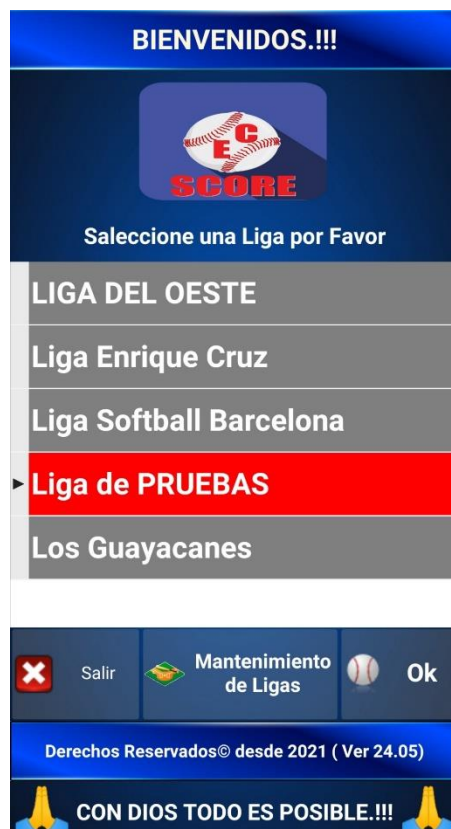 BIENVENIDOS.!!!
E C
SCORE
Saleccione una Liga por Favor
LIGA DEL OESTE
Liga Enrique Cruz
Liga Softball Barcelona
Liga de PRUEBAS
Los Guayacanes
Salir
Mantenimiento
de Ligas
Ok
Derechos Reservados© desde 2021 ( Ver 24.05)
CON DIOS TODO ES POSIBLE.!!!